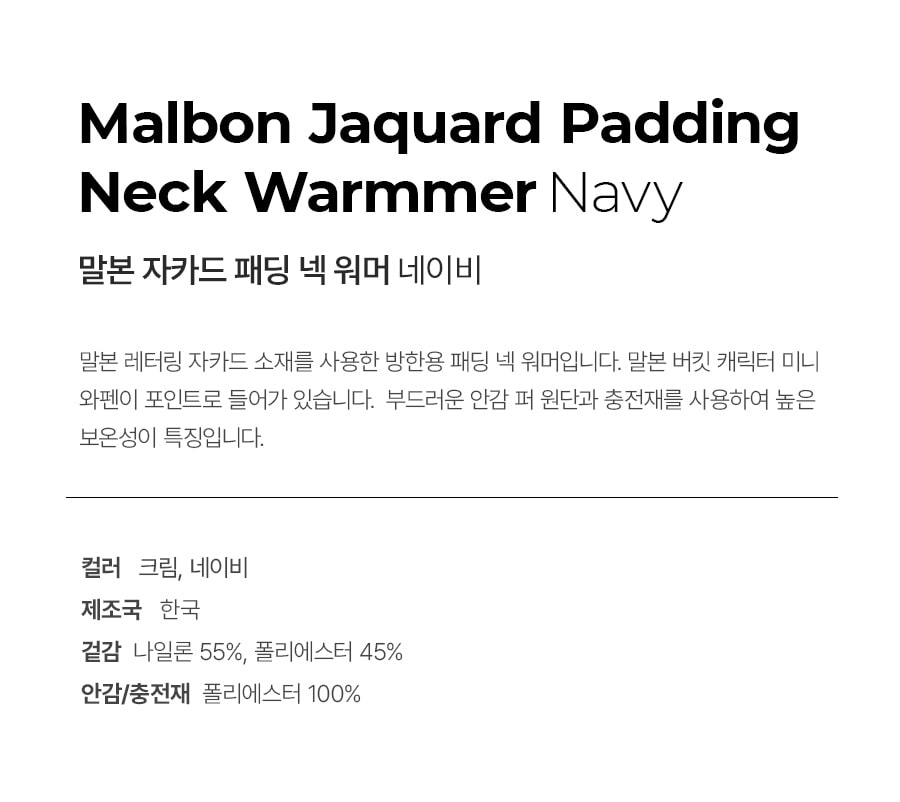 Malbon Jaquard Padding
Neck Warmmer Navy
말본 자카드 패딩 넥 워머 네이비
말본 레터링 자카드 소재를 사용한 방한용 패딩 넥 워머입니다. 말본 버킷 캐릭터 미니
와펜이 포인트로 들어가 있습니다. 부드러운 안감 퍼 원단과 충전재를 사용하여 높은
보온성이 특징입니다.
컬러 크림, 네이비
제조국 한국
겉감 나일론 55%, 폴리에스터 45%
안감/충전재 폴리에스터 100%